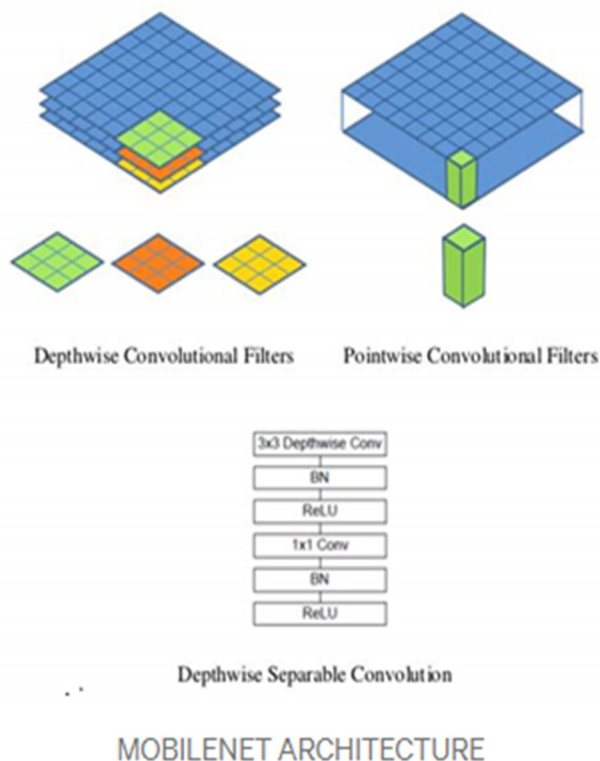 Depthwise Convolutional Filters
Pointwise Convolutional Filters
3x3 Depthwise Conv
BN
ReLU
1x1 Conv
BN
ReLU
Depthwise Separable Convolution
MOBILENET ARCHITECTURE